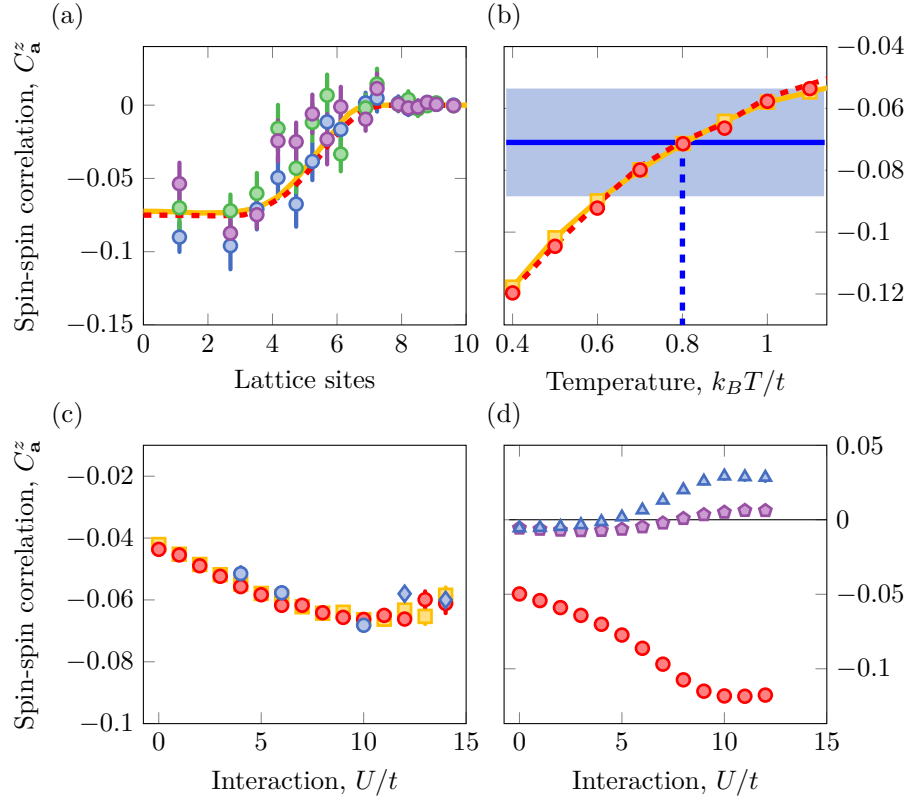 (a)
Spin-spin correlation, $C_{\mathbf{a}}^{z}$
0
−0.05
−0.1
−0.15
0 2 4 6 8 10
Lattice sites
(b)
−0.04
−0.06
−0.08
−0.1
−0.12
0.4 0.6 0.8 1
Temperature, $k_BT/t$
(c)
Spin-spin correlation, $C_{\mathbf{a}}^{z}$
−0.02
−0.04
−0.06
−0.08
−0.1
0 5 10 15
Interaction, $U/t$
(d)
0.05
0
−0.05
−0.1
0 5 10 15
Interaction, $U/t$